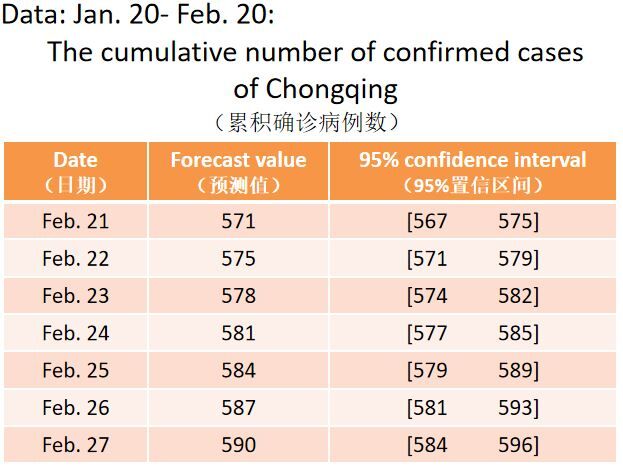 Data: Jan. 20- Feb. 20:
The cumulative number of confirmed cases
of Chongqing
（累积确诊病例数）
Date Forecast value 95% confidence interval
（日期） （预测值） （95%置信区间）
Feb. 21 571 [567 575]
Feb. 22 575 [571 579]
Feb. 23 578 [574 582]
Feb. 24 581 [577 585]
Feb. 25 584 [579 589]
Feb. 26 587 [581 593]
Feb. 27 590 [584 596]